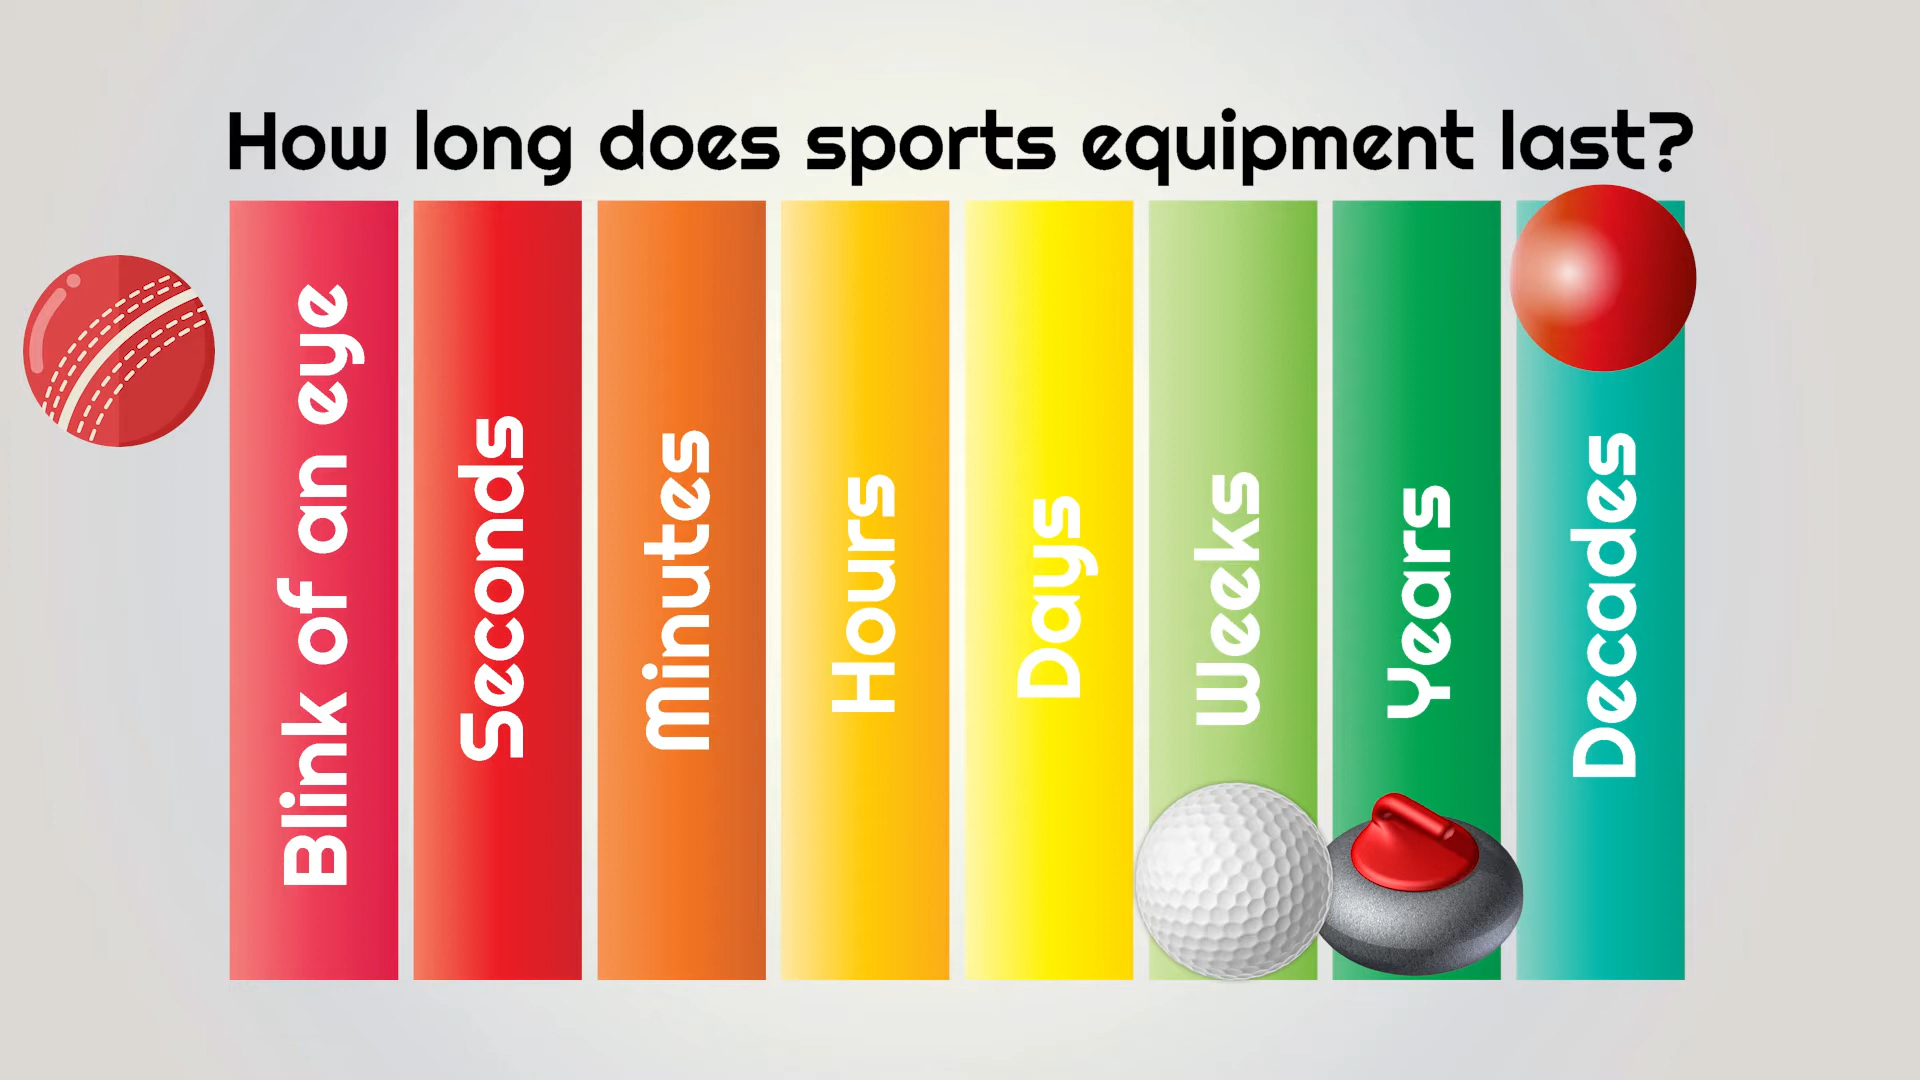 How long does sports equipment last?
Blink of an eye
Seconds
Minutes
Hours
Days
Weeks
Years
Decades